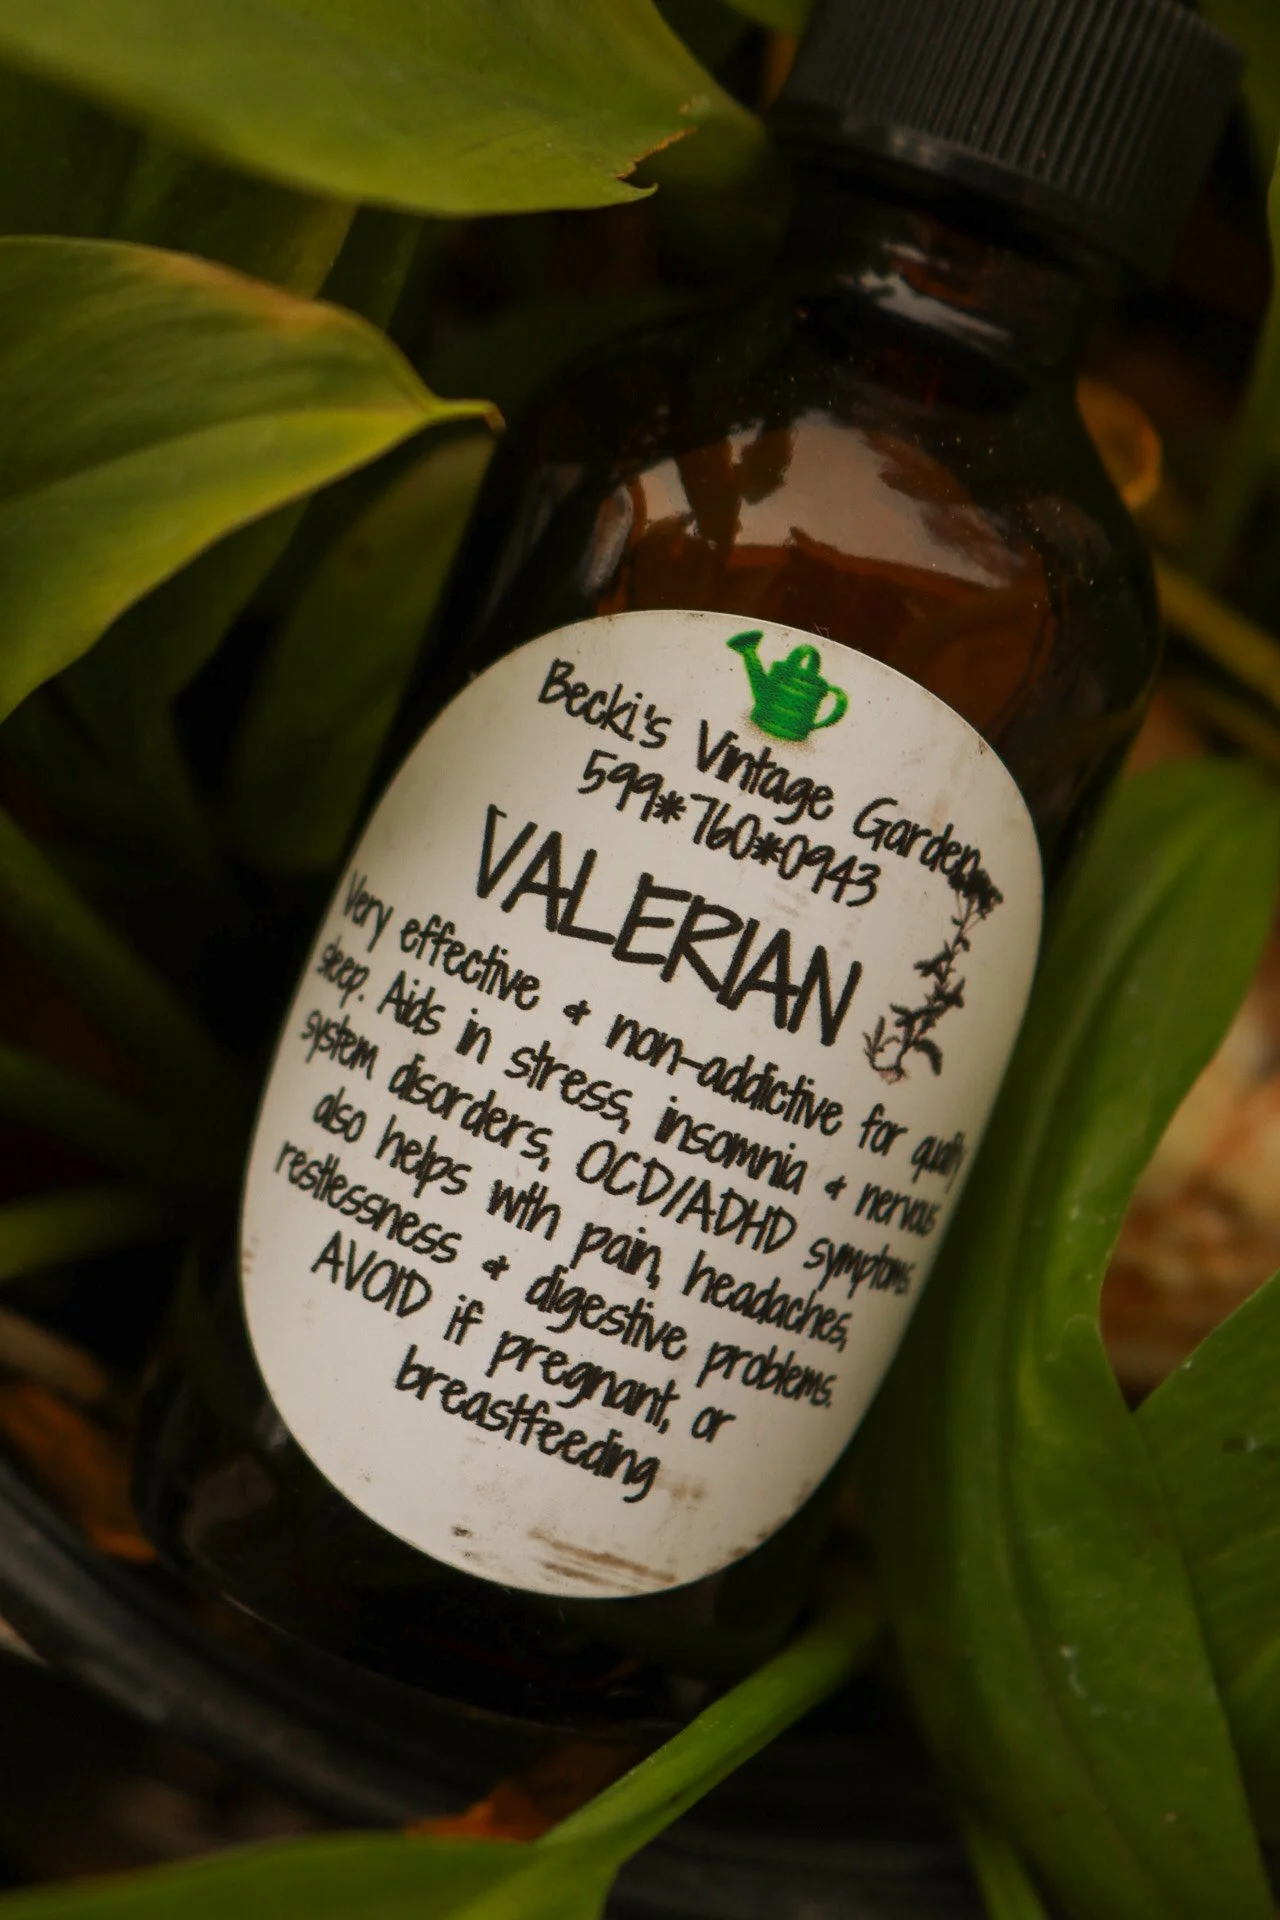 Becki's Vintage Garden
599*760*0943
VALERIAN
Very effective & non-addictive for quality
sleep. Aids in stress, insomnia & nervous
system disorders, OCD/ADHD symptoms
also helps with pain, headaches,
restlessness & digestive problems.
AVOID if pregnant, or
breastfeeding